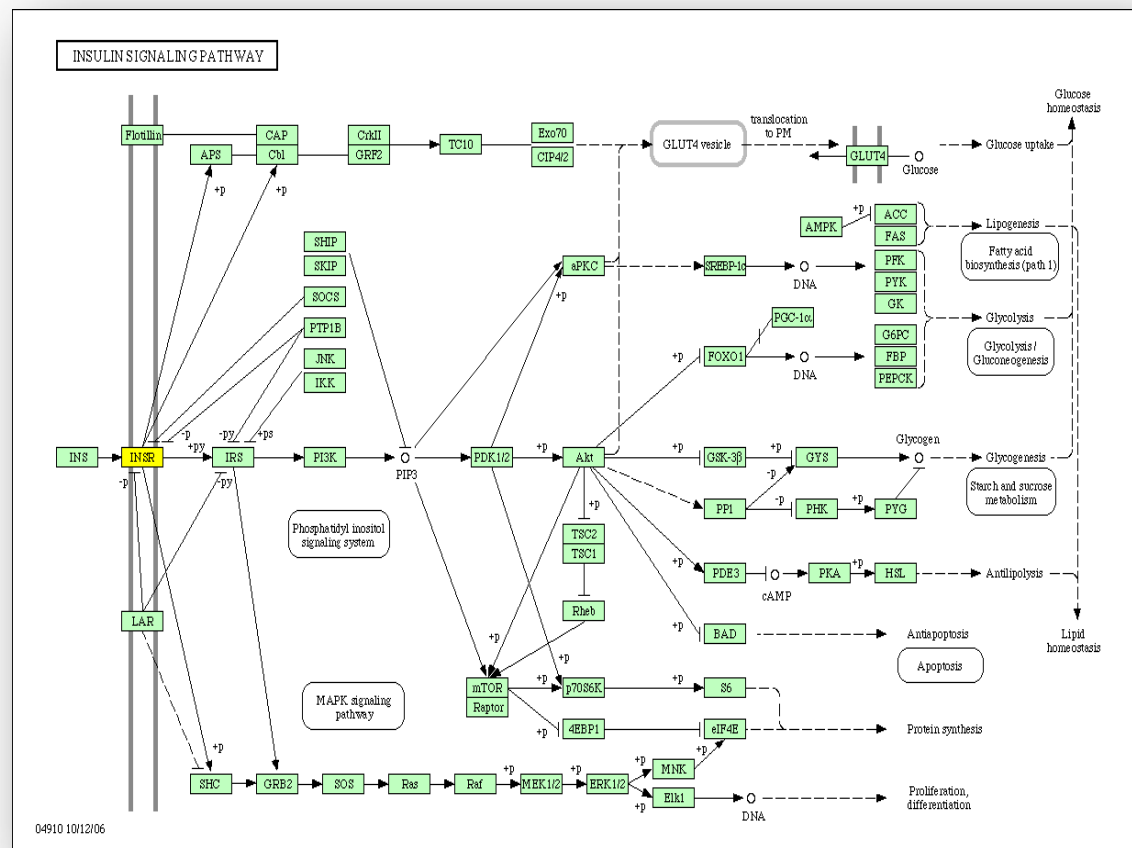 INSULIN SIGNALING PATHWAY
Glucose
homeostasis
Flotillin
CAP
CrkII
Exo70
translocation
to PM
APS
Cbl
GRF2
TC10
CIP4/2
GLUT4 vesicle
GLUT4
Glucose
Glucose uptake
+p
+p
+p
ACC
AMPK
FAS
Lipogenesis
Fatty acid
biosynthesis (path 1)
SHIP
SKIP
aPKC
SREBP-1c
DNA
PFK
PYK
GK
+p
SOCS
PTP1B
JNK
IKK
PGC-1α
+p
FOXO1
DNA
G6PC
FBP
PEPCK
Glycolysis
Glycolysis /
Gluconeogenesis
-p
+py
-py
+ps
INS
INSR
IRS
PI3K
PIP3
PDK1/2
+p
Akt
+p
GSK-3β
+p
GYS
Glycogen
Glycogenesis
-p
-py
-p
PP1
-p
PHK
+p
PYG
Starch and sucrose
metabolism
Phosphatidyl inositol
signaling system
+p
TSC2
TSC1
+p
PDE3
cAMP
PKA
+p
HSL
Antilipolysis
LAR
Rheb
+p
+p
BAD
Antiapoptosis
Apoptosis
Lipid
homeostasis
+p
MAPK signaling
pathway
mTOR
Raptor
+p
p70S6K
+p
S6
+p
4EBP1
eIF4E
Protein synthesis
+p
+p
SHC
GRB2
SOS
Ras
Raf
+p
MEK1/2
+p
ERK1/2
+p
MNK
+p
Elk1
DNA
Proliferation,
differentiation
04910 10/12/06